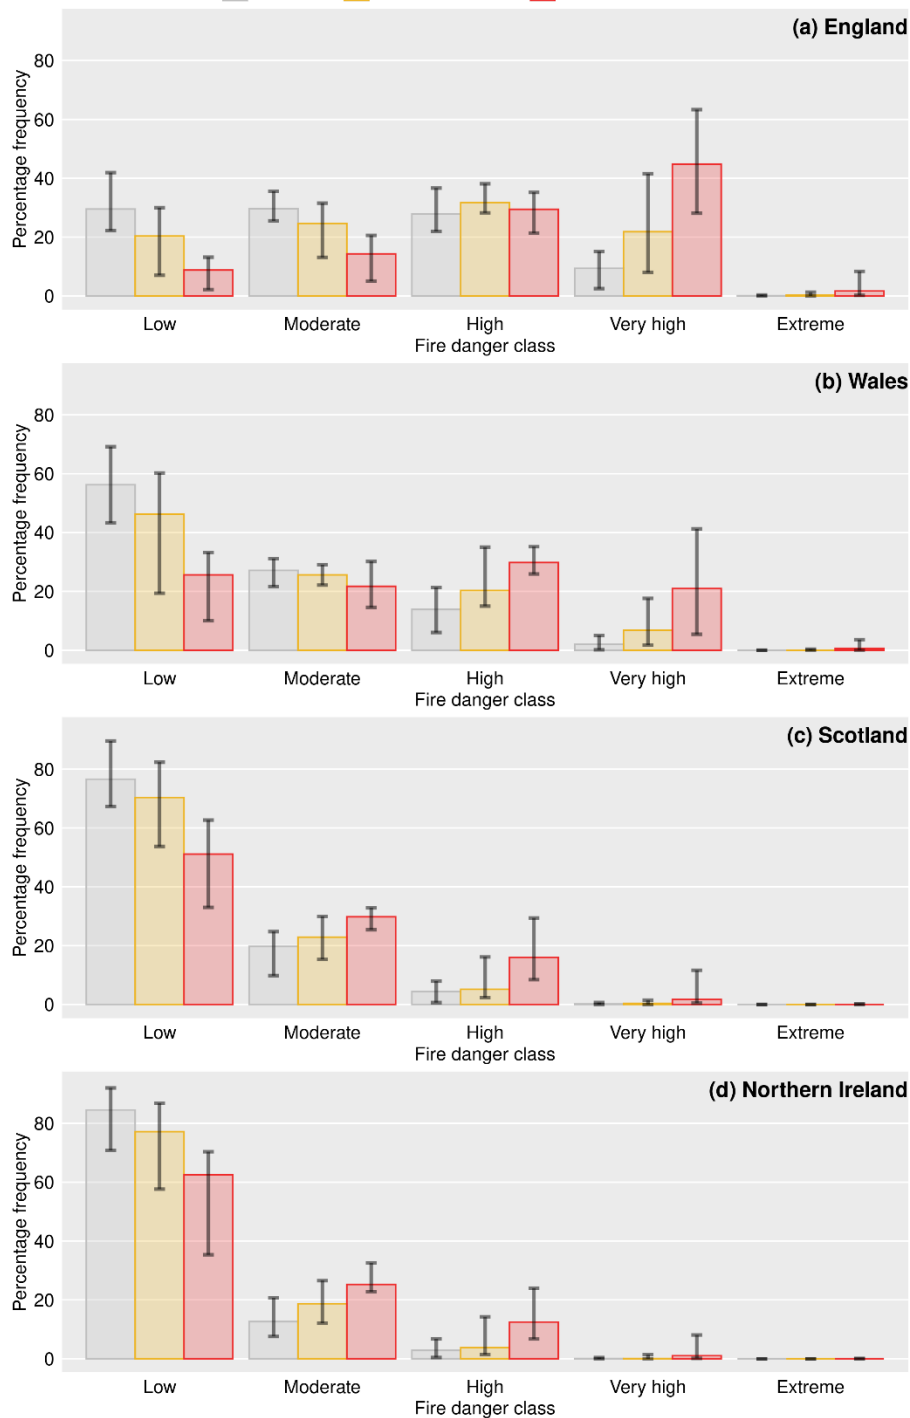 (a) England
Percentage frequency
80
60
40
20
0
Low Moderate High Very high Extreme
Fire danger class
(b) Wales
Percentage frequency
80
60
40
20
0
Low Moderate High Very high Extreme
Fire danger class
(c) Scotland
Percentage frequency
80
60
40
20
0
Low Moderate High Very high Extreme
Fire danger class
(d) Northern Ireland
Percentage frequency
80
60
40
20
0
Low Moderate High Very high Extreme
Fire danger class